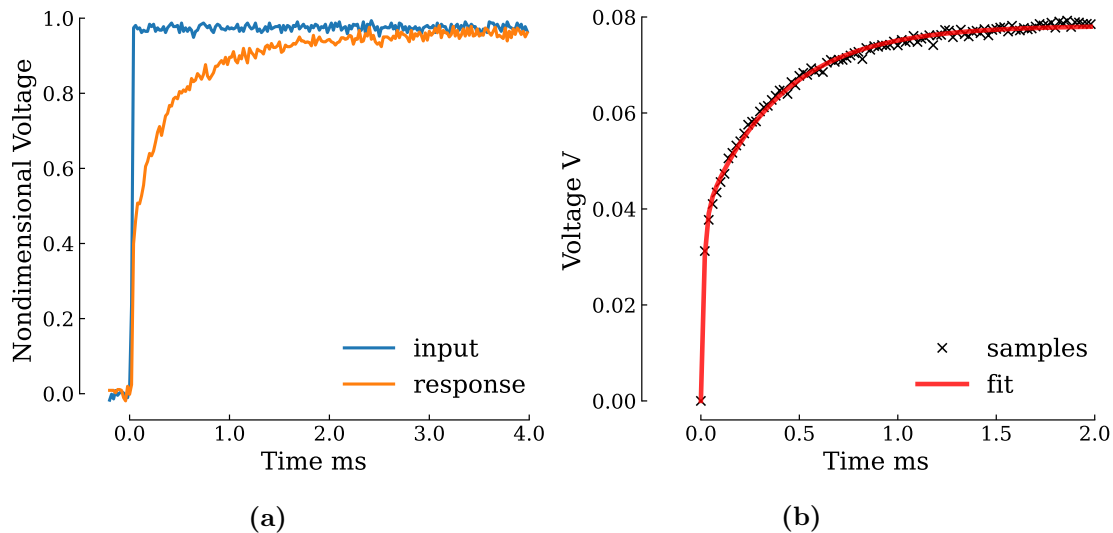 Nondimensional Voltage
1.0
0.8
0.6
0.4
0.2
0.0
0.0 1.0 2.0 3.0 4.0
Time ms
input
response
(a)
Voltage V
0.08
0.06
0.04
0.02
0.00
0.0 0.5 1.0 1.5 2.0
Time ms
samples
fit
(b)